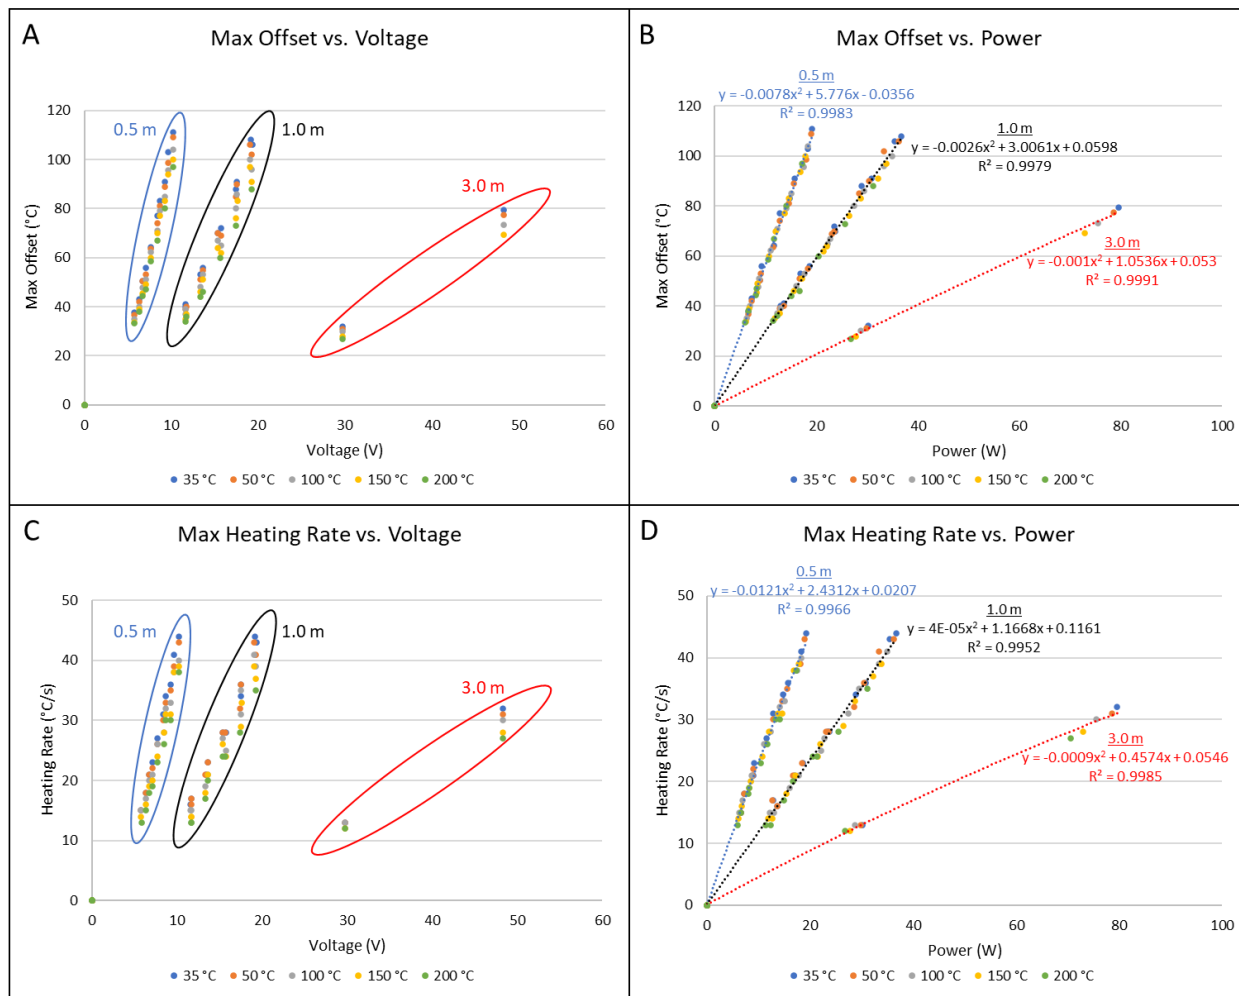 A
Max Offset vs. Voltage
Max Offset (°C)
120
100
80
60
40
20
0
0.5 m
1.0 m
3.0 m
0 10 20 30 40 50 60
Voltage (V)
35 °C 50 °C 100 °C 150 °C 200 °C
B
Max Offset vs. Power
Max Offset (°C)
120
100
80
60
40
20
0
0.5 m
y = -0.0078x² + 5.776x - 0.0356
R² = 0.9983
1.0 m
y = -0.0026x² + 3.0061x + 0.0598
R² = 0.9979
3.0 m
y = -0.001x² + 1.0536x + 0.053
R² = 0.9991
0 20 40 60 80 100
Power (W)
35 °C 50 °C 100 °C 150 °C 200 °C
C
Max Heating Rate vs. Voltage
Heating Rate (°C/s)
50
40
30
20
10
0
0.5 m
1.0 m
3.0 m
0 10 20 30 40 50 60
Voltage (V)
35 °C 50 °C 100 °C 150 °C 200 °C
D
Max Heating Rate vs. Power
Heating Rate (°C/s)
50
40
30
20
10
0
0.5 m
y = -0.0121x² + 2.4312x + 0.0207
R² = 0.9966
1.0 m
y = 4E-05x² + 1.1668x + 0.1161
R² = 0.9952
3.0 m
y = -0.0009x² + 0.4574x + 0.0546
R² = 0.9985
0 20 40 60 80 100
Power (W)
35 °C 50 °C 100 °C 150 °C 200 °C